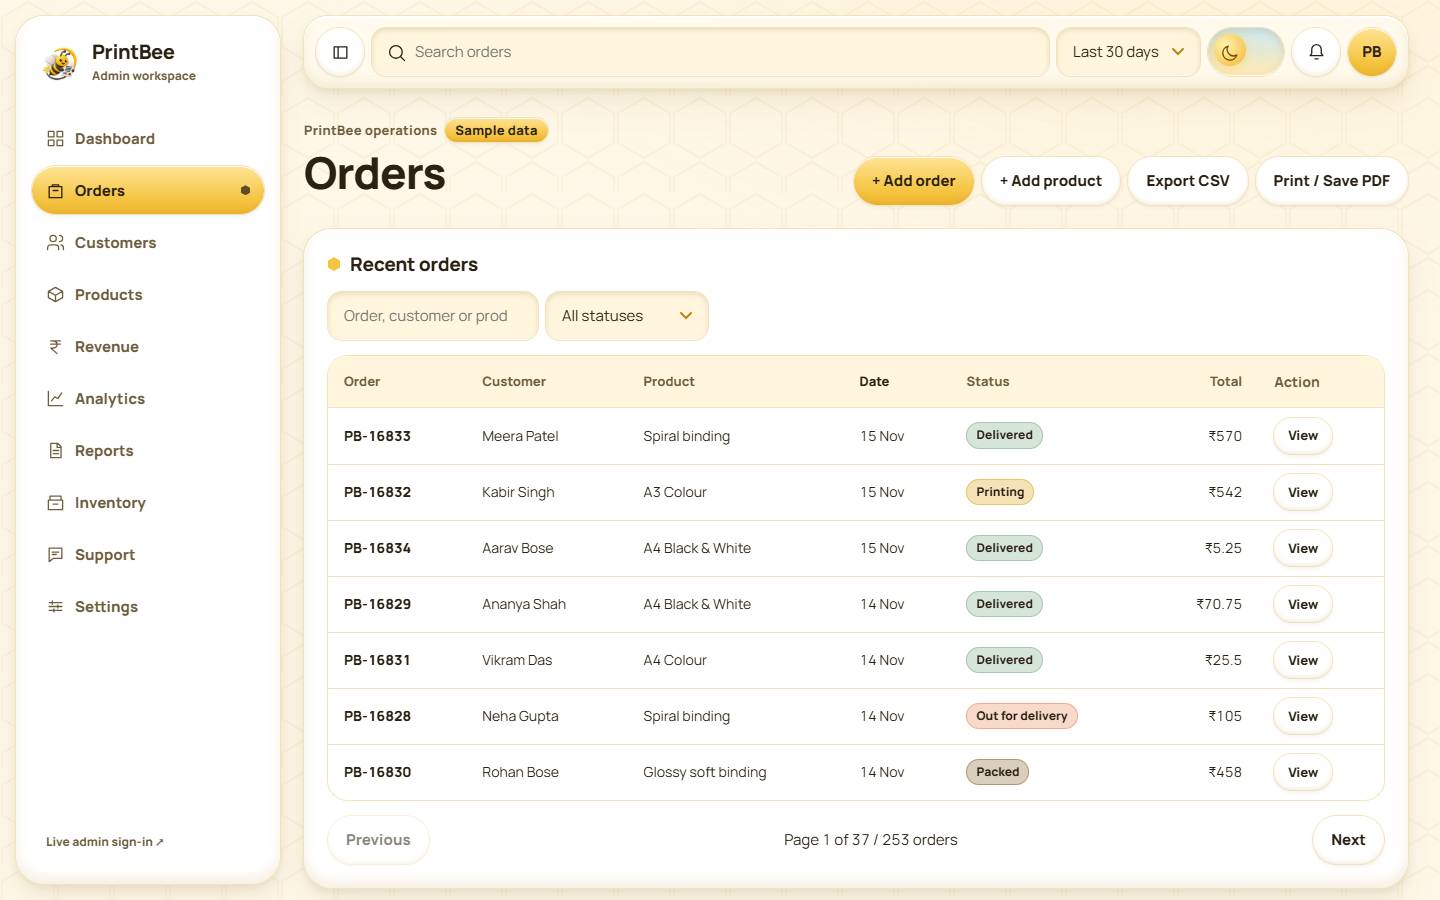 PrintBee
Admin workspace
Dashboard
Orders
Customers
Products
Revenue
Analytics
Reports
Inventory
Support
Settings
Live admin sign-in ↗
Search orders
Last 30 days
PB
PrintBee operations
Sample data
Orders
+ Add order
+ Add product
Export CSV
Print / Save PDF
Recent orders
Order, customer or prod
All statuses
Order Customer Product Date Status Total Action
PB-16833 Meera Patel Spiral binding 15 Nov Delivered ₹570 View
PB-16832 Kabir Singh A3 Colour 15 Nov Printing ₹542 View
PB-16834 Aarav Bose A4 Black & White 15 Nov Delivered ₹5.25 View
PB-16829 Ananya Shah A4 Black & White 14 Nov Delivered ₹70.75 View
PB-16831 Vikram Das A4 Colour 14 Nov Delivered ₹25.5 View
PB-16828 Neha Gupta Spiral binding 14 Nov Out for delivery ₹105 View
PB-16830 Rohan Bose Glossy soft binding 14 Nov Packed ₹458 View
Previous
Page 1 of 37 / 253 orders
Next